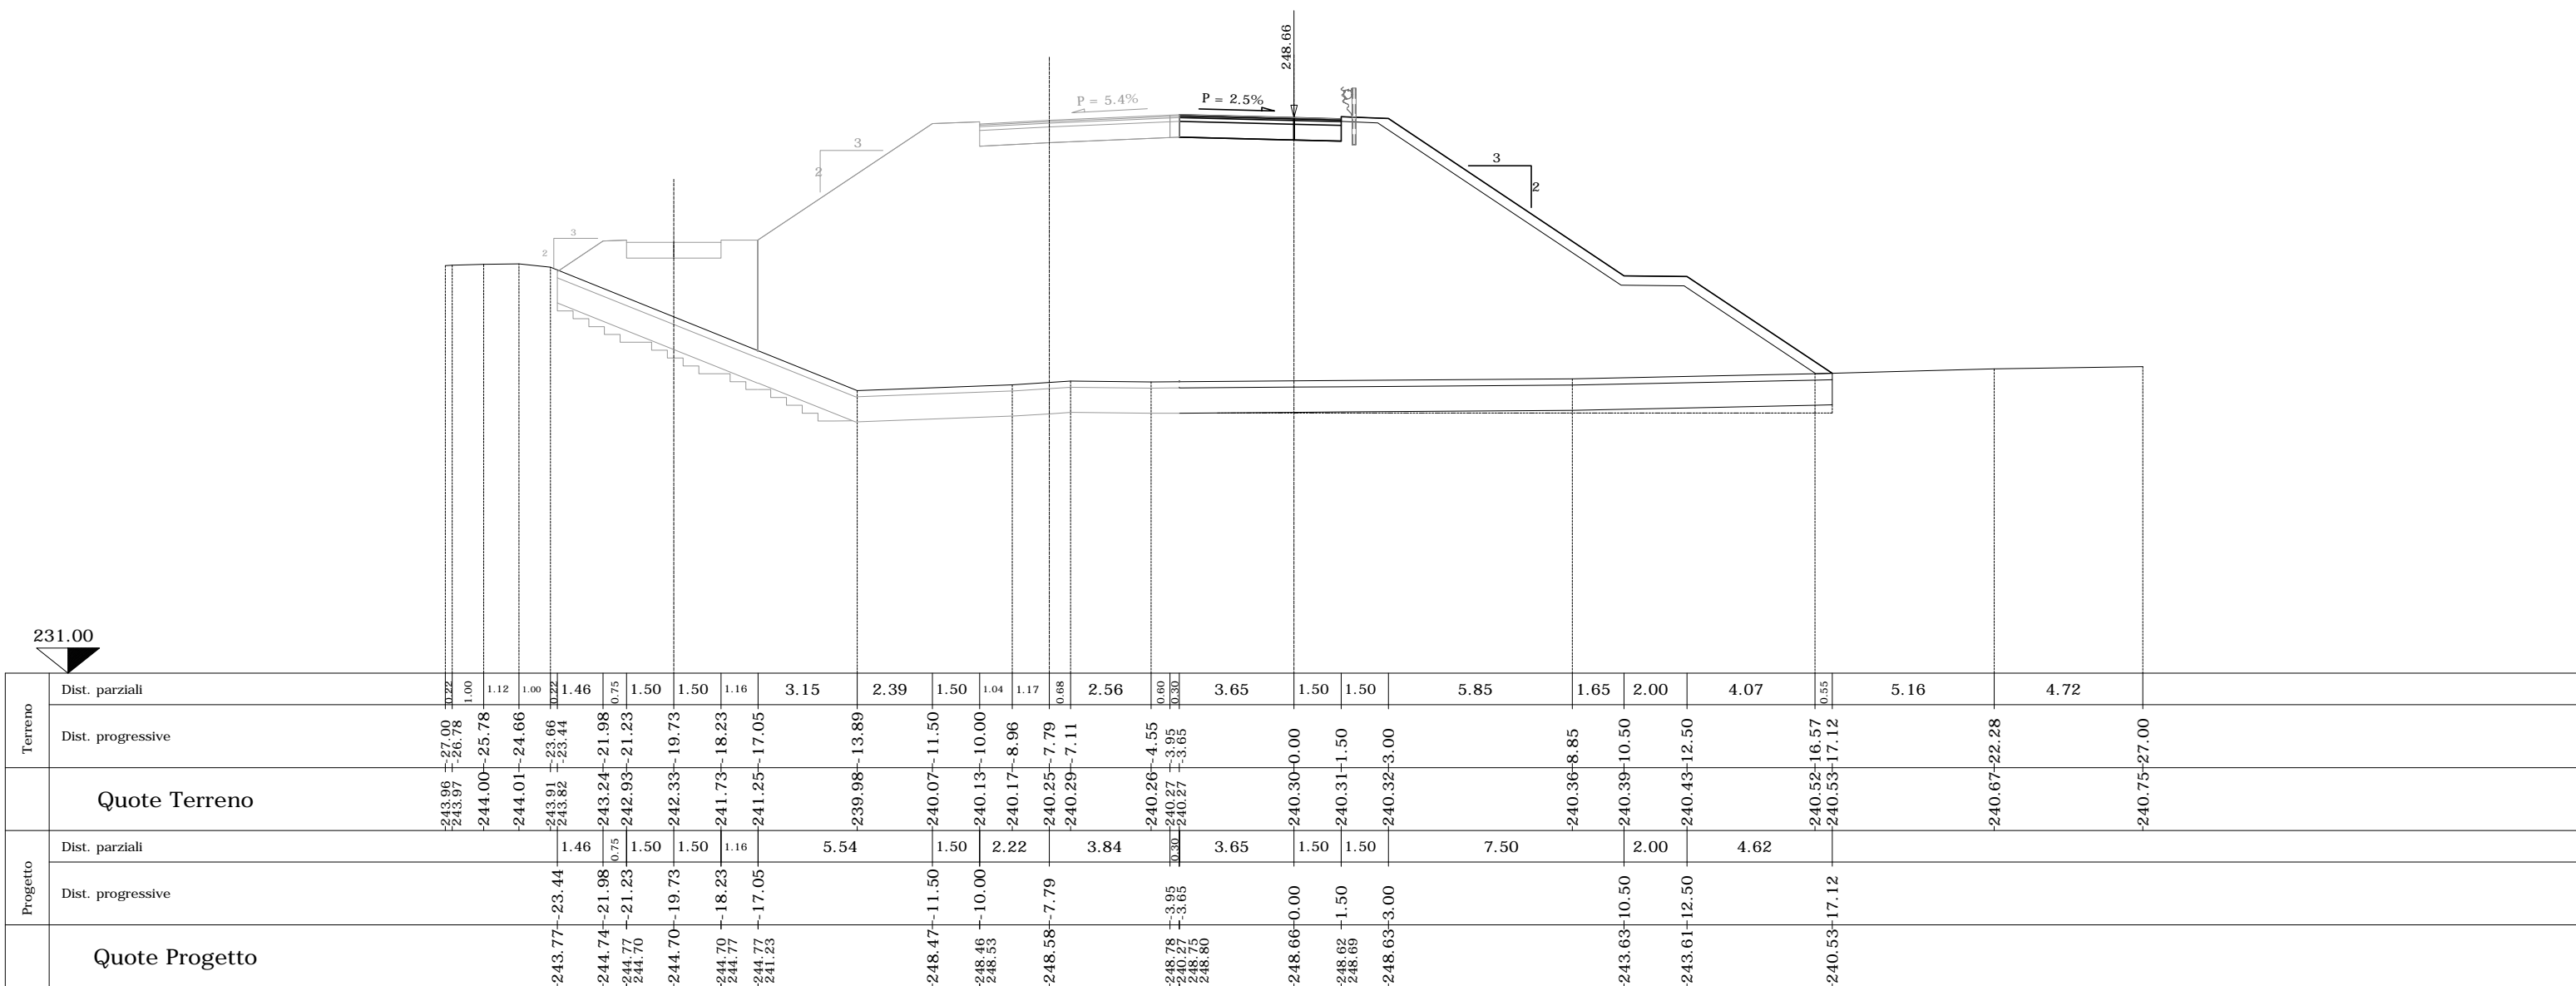 248.66
P = 5.4%
P = 2.5%
3
2
3
2
3
2
231.00
Terreno
Dist. parziali
0.22 1.00 1.12 1.00 0.22 1.46 0.75 1.50 1.50 1.16 3.15 2.39 1.50 1.04 1.17 0.68 2.56 0.60 0.30 3.65 1.50 1.50 5.85 1.65 2.00 4.07 0.55 5.16 4.72
Dist. progressive
-27.00 -26.78 -25.78 -24.66 -23.66 -23.44 -21.98 -21.23 -19.73 -18.23 -17.05 -13.89 -11.50 -10.00 -8.96 -7.79 -7.11 -4.55 -3.95 -3.65 0.00 1.50 3.00 8.85 10.50 12.50 16.57 17.12 22.28 27.00
Quote Terreno
243.96 243.97 244.00 244.01 243.91 243.82 243.24 242.93 242.33 241.73 241.25 239.98 240.07 240.13 240.17 240.25 240.29 240.26 240.27 240.27 240.30 240.31 240.32 240.36 240.39 240.43 240.52 240.53 240.67 240.75
Progetto
Dist. parziali
1.46 0.75 1.50 1.50 1.16 5.54 1.50 2.22 3.84 0.30 3.65 1.50 1.50 7.50 2.00 4.62
Dist. progressive
-23.44 -21.98 -21.23 -19.73 -18.23 -17.05 -11.50 -10.00 -7.79 -3.95 -3.65 0.00 1.50 3.00 10.50 12.50 17.12
Quote Progetto
243.77 244.74 244.77 244.70 244.70 244.70 244.77 244.77 241.23 248.47 248.46 248.53 248.58 248.78 240.27 248.75 248.80 248.66 248.62 248.69 248.63 243.63 243.61 240.53